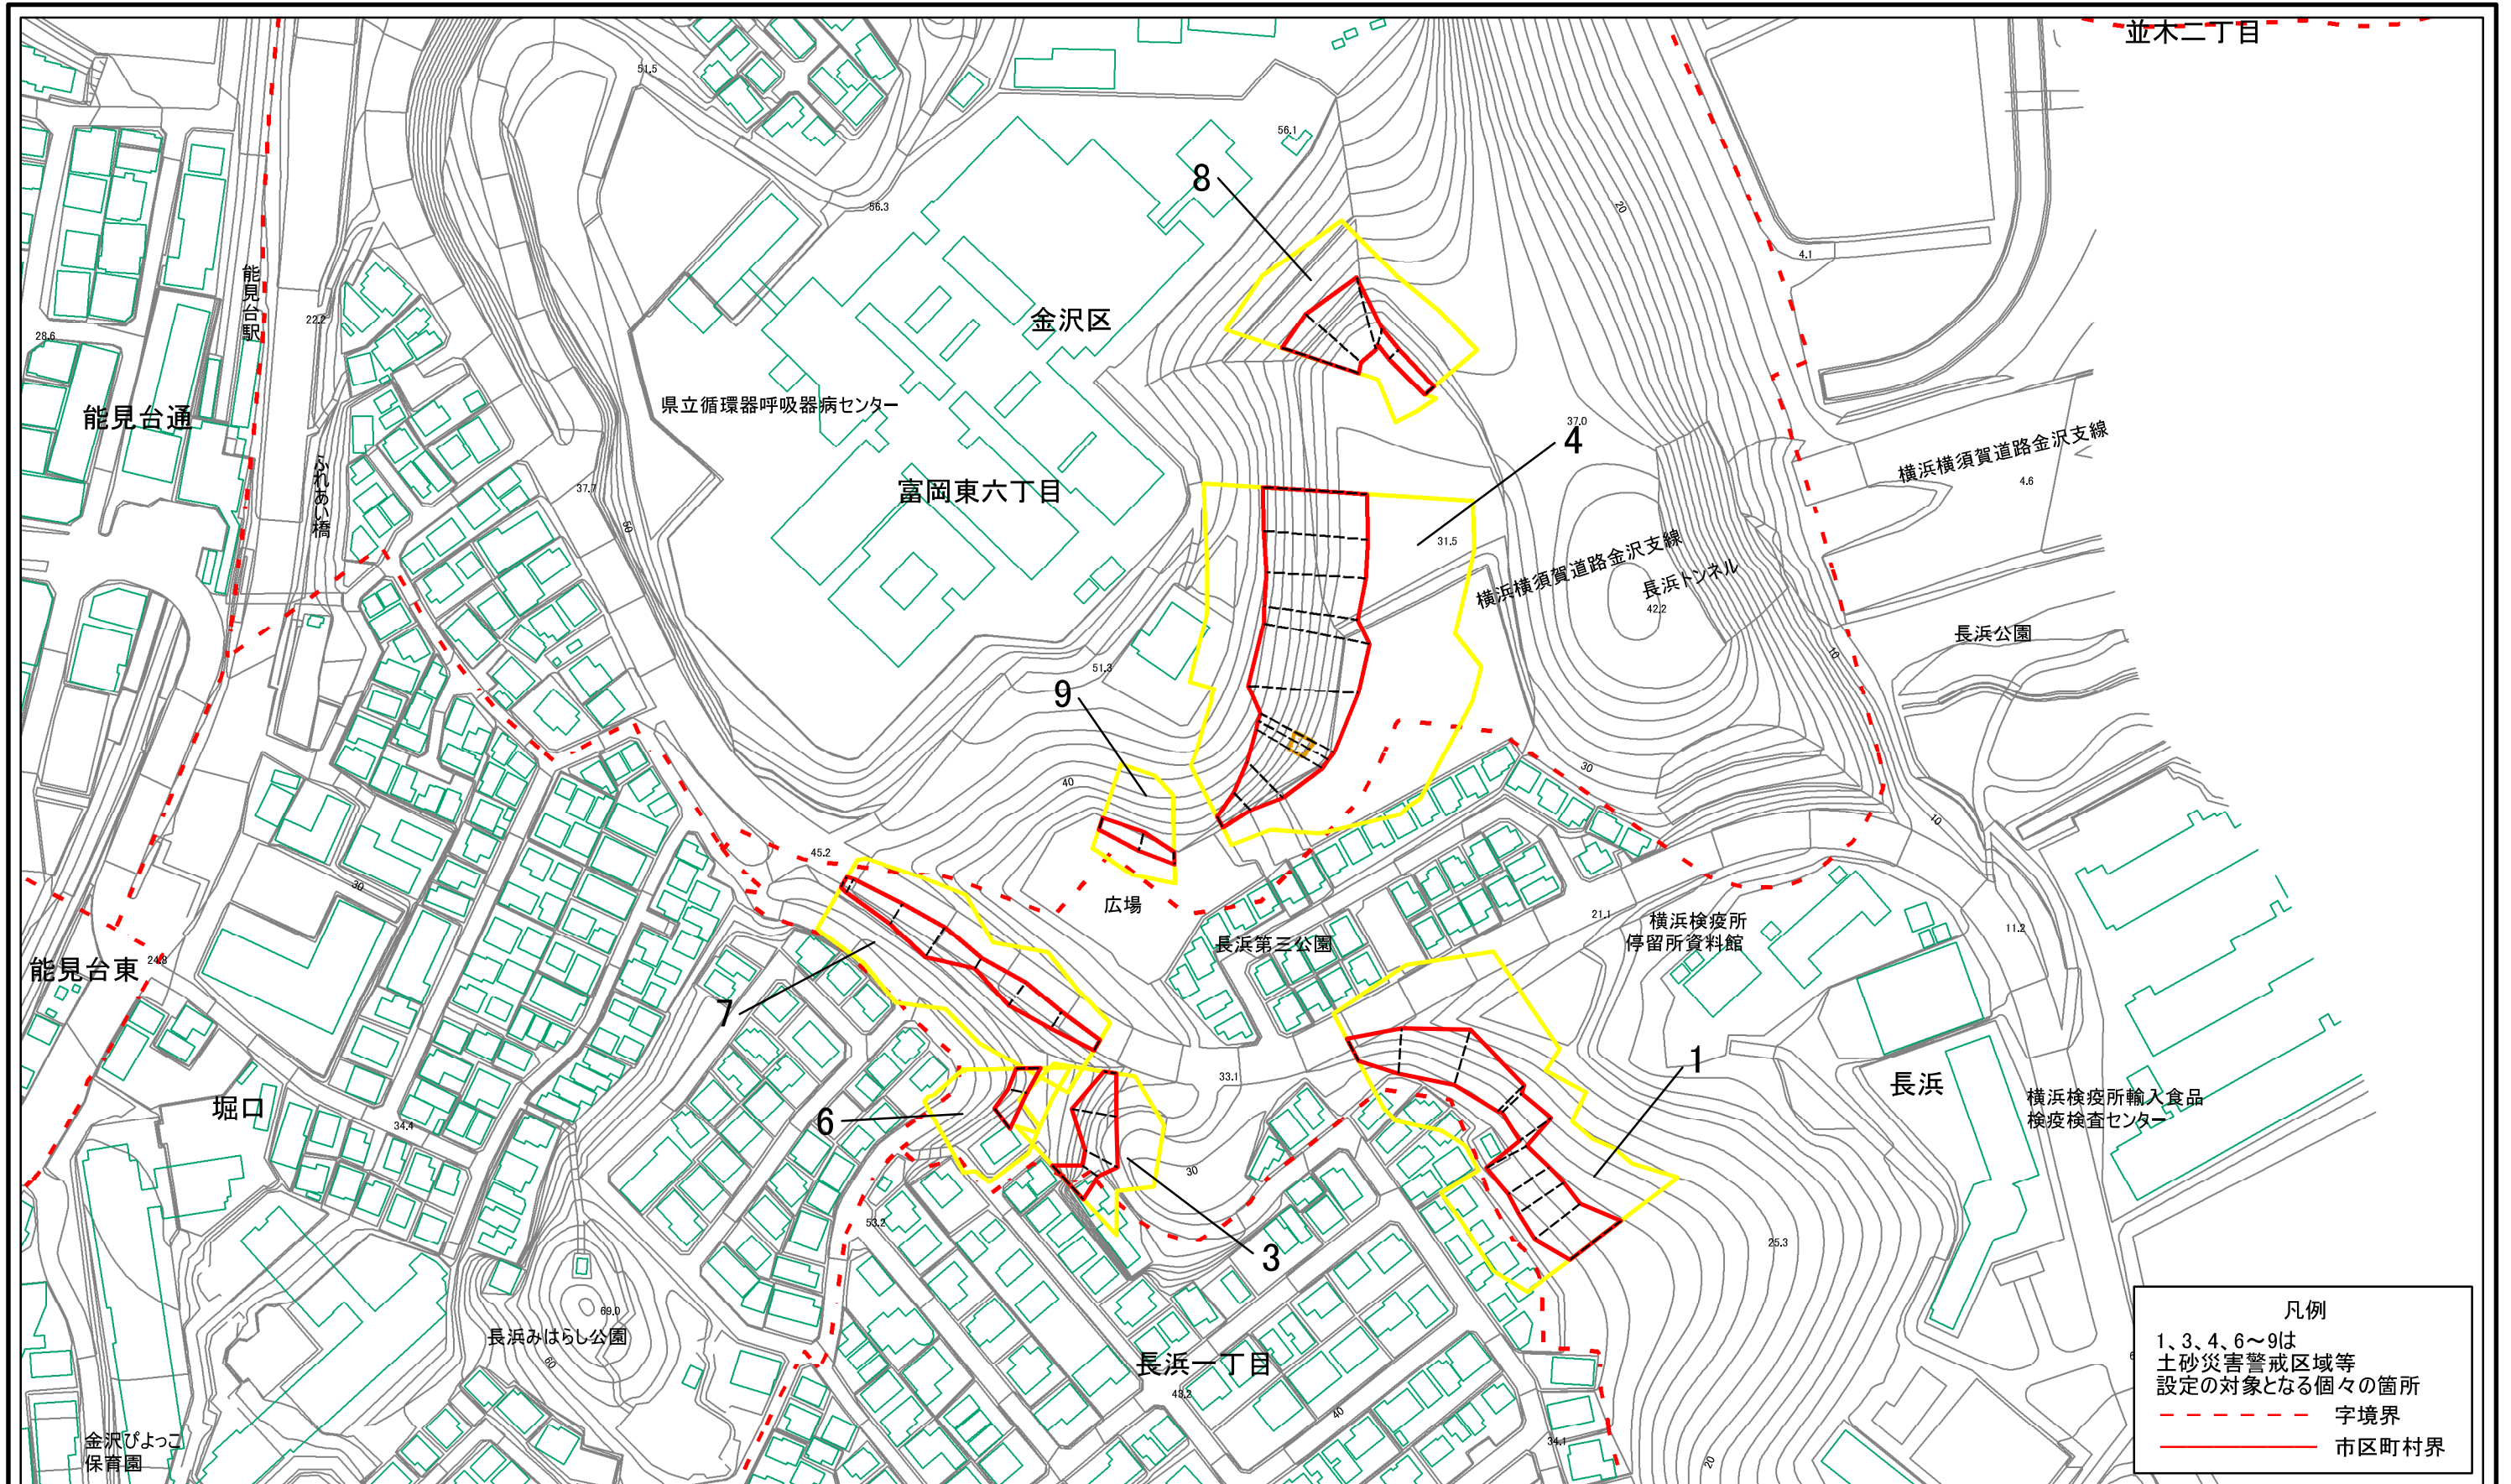 並木二丁目
51.5
56.1
8
56.3
20
4.1
能見台駅
22.2
28.6
金沢区
県立循環器呼吸器病センター
能見台通
37.0
4
横浜横須賀道路金沢支線
4.6
ふれあい橋
37.7
50
富岡東六丁目
31.5
横浜横須賀道路金沢支線
長浜トンネル
42.2
長浜公園
10
51.3
9
40
30
10
45.2
30
広場
21.1
横浜検疫所
停留所資料館
11.2
長浜第三公園
能見台東
24.8
7
33.1
1
長浜
横浜検疫所輸入食品
検疫検査センター
堀口
34.4
6
30
53.2
3
25.3
69.0
長浜みはらし公園
60
長浜一丁目
43.2
40
金沢ぴよっこ
保育園
34.1
20
6
凡例
1、3、4、6～9は
土砂災害警戒区域等
設定の対象となる個々の箇所
字境界
市区町村界